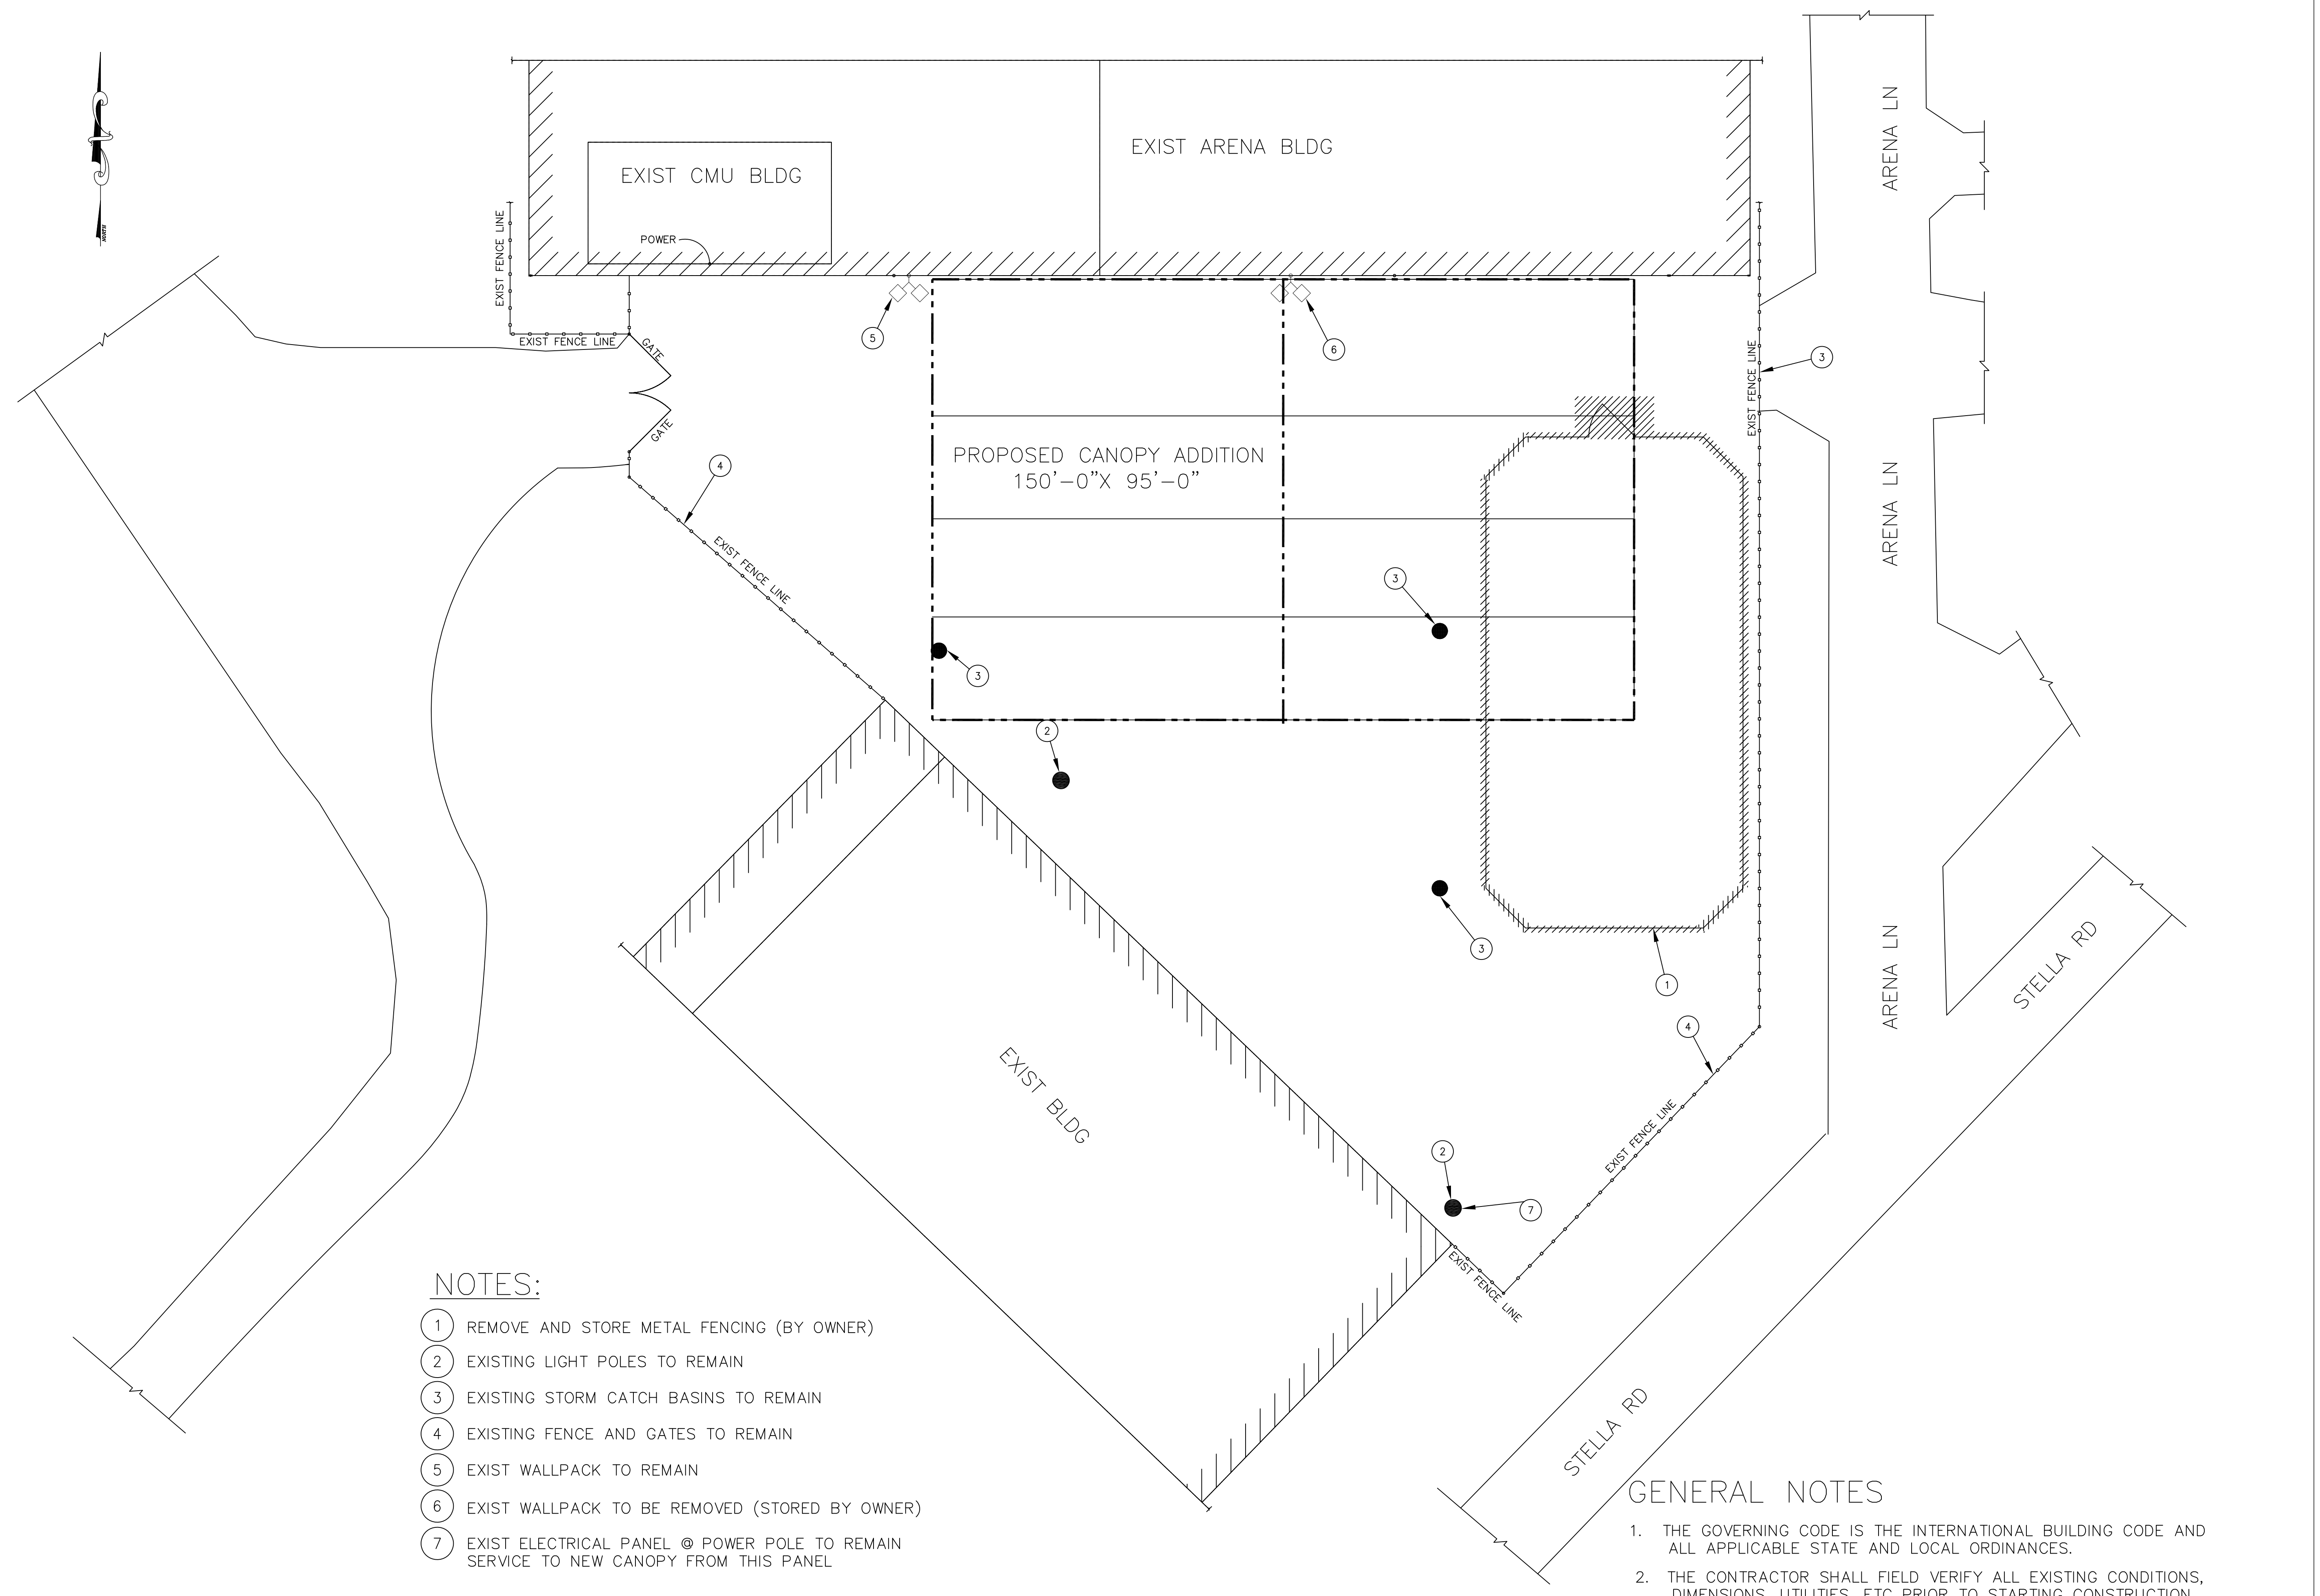 ARENA LN
EXIST ARENA BLDG
EXIST CMU BLDG
POWER
EXIST FENCE LINE
EXIST FENCE LINE
GATE
GATE
5
6
EXIST FENCE LINE
3
ARENA LN
4
PROPOSED CANOPY ADDITION
150'-0"X 95'-0"
EXIST FENCE LINE
3
3
2
3
1
ARENA LN
STELLA RD
4
EXIST BLDG
EXIST FENCE LINE
2
7
EXIST FENCE LINE
STELLA RD
NOTES:
1 REMOVE AND STORE METAL FENCING (BY OWNER)
2 EXISTING LIGHT POLES TO REMAIN
3 EXISTING STORM CATCH BASINS TO REMAIN
4 EXISTING FENCE AND GATES TO REMAIN
5 EXIST WALLPACK TO REMAIN
6 EXIST WALLPACK TO BE REMOVED (STORED BY OWNER)
7 EXIST ELECTRICAL PANEL @ POWER POLE TO REMAIN
SERVICE TO NEW CANOPY FROM THIS PANEL
GENERAL NOTES
1. THE GOVERNING CODE IS THE INTERNATIONAL BUILDING CODE AND
ALL APPLICABLE STATE AND LOCAL ORDINANCES.
2. THE CONTRACTOR SHALL FIELD VERIFY ALL EXISTING CONDITIONS,
DIMENSIONS, UTILITIES, ETC PRIOR TO STARTING CONSTRUCTION